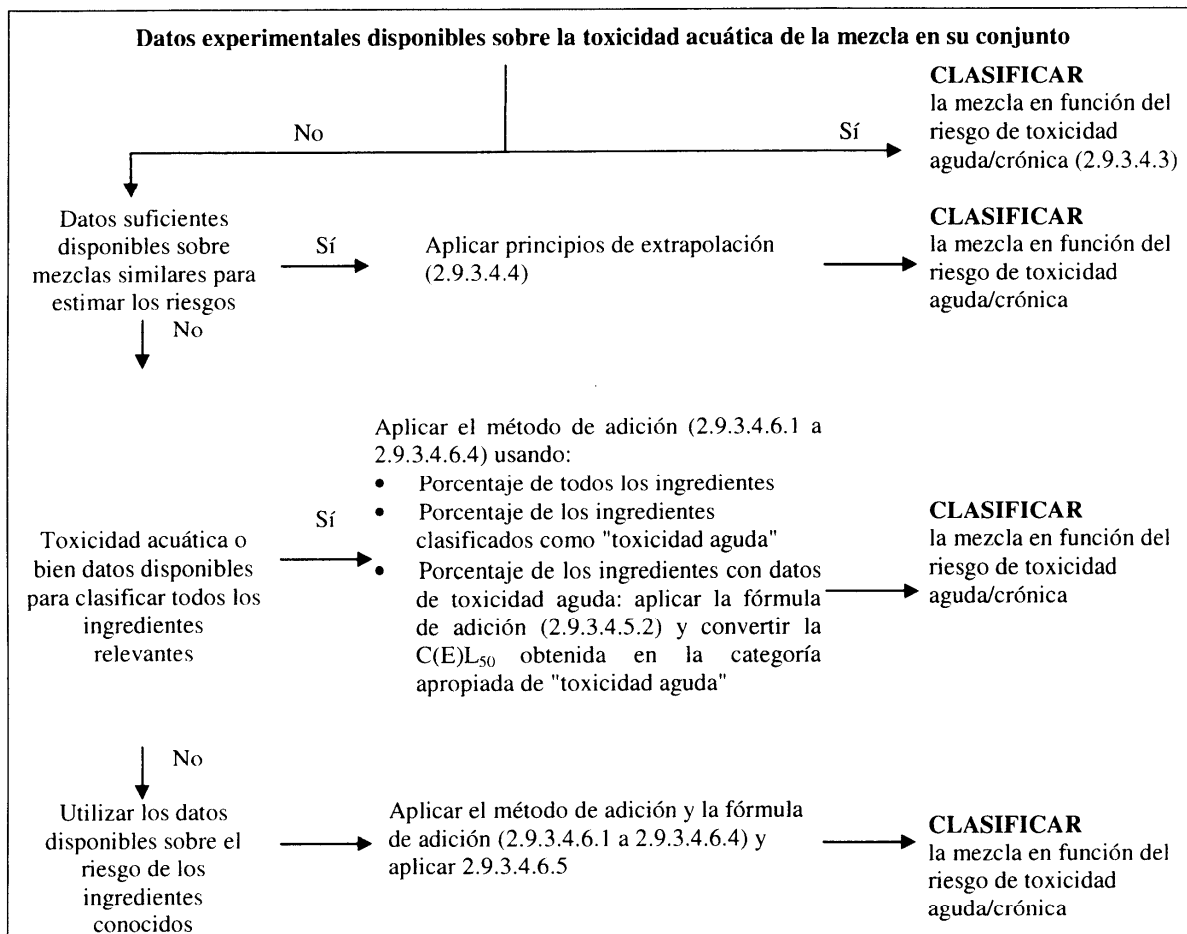 Datos experimentales disponibles sobre la toxicidad acuática de la mezcla en su conjunto
No
Sí
CLASIFICAR
la mezcla en función del
riesgo de toxicidad
aguda/crónica (2.9.3.4.3)
Datos suficientes
disponibles sobre
mezclas similares para
estimar los riesgos
Sí
Aplicar principios de extrapolación
(2.9.3.4.4)
CLASIFICAR
la mezcla en función del
riesgo de toxicidad
aguda/crónica
No
Toxicidad acuática o
bien datos disponibles
para clasificar todos los
ingredientes
relevantes
Sí
Aplicar el método de adición (2.9.3.4.6.1 a
2.9.3.4.6.4) usando:
• Porcentaje de todos los ingredientes
• Porcentaje de los ingredientes
clasificados como "toxicidad aguda"
• Porcentaje de los ingredientes con datos
de toxicidad aguda: aplicar la fórmula
de adición (2.9.3.4.5.2) y convertir la
C(E)L50 obtenida en la categoría
apropiada de "toxicidad aguda"
CLASIFICAR
la mezcla en función del
riesgo de toxicidad
aguda/crónica
No
Utilizar los datos
disponibles sobre el
riesgo de los
ingredientes
conocidos
Aplicar el método de adición y la fórmula
de adición (2.9.3.4.6.1 a 2.9.3.4.6.4) y
aplicar 2.9.3.4.6.5
CLASIFICAR
la mezcla en función del
riesgo de toxicidad
aguda/crónica